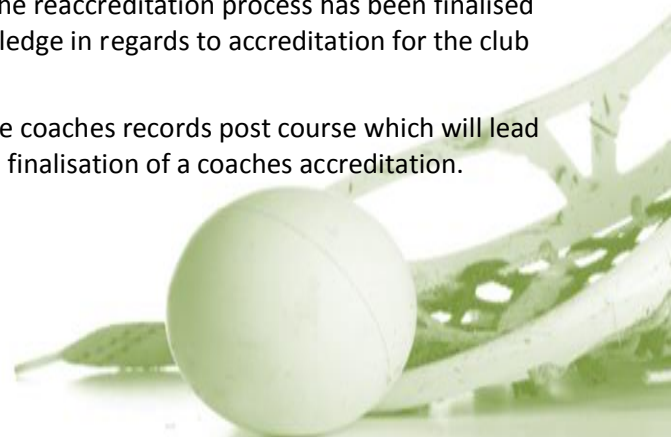 he reaccreditation process has been finalised
ledge in regards to accreditation for the club
e coaches records post course which will lead
finalisation of a coaches accreditation.